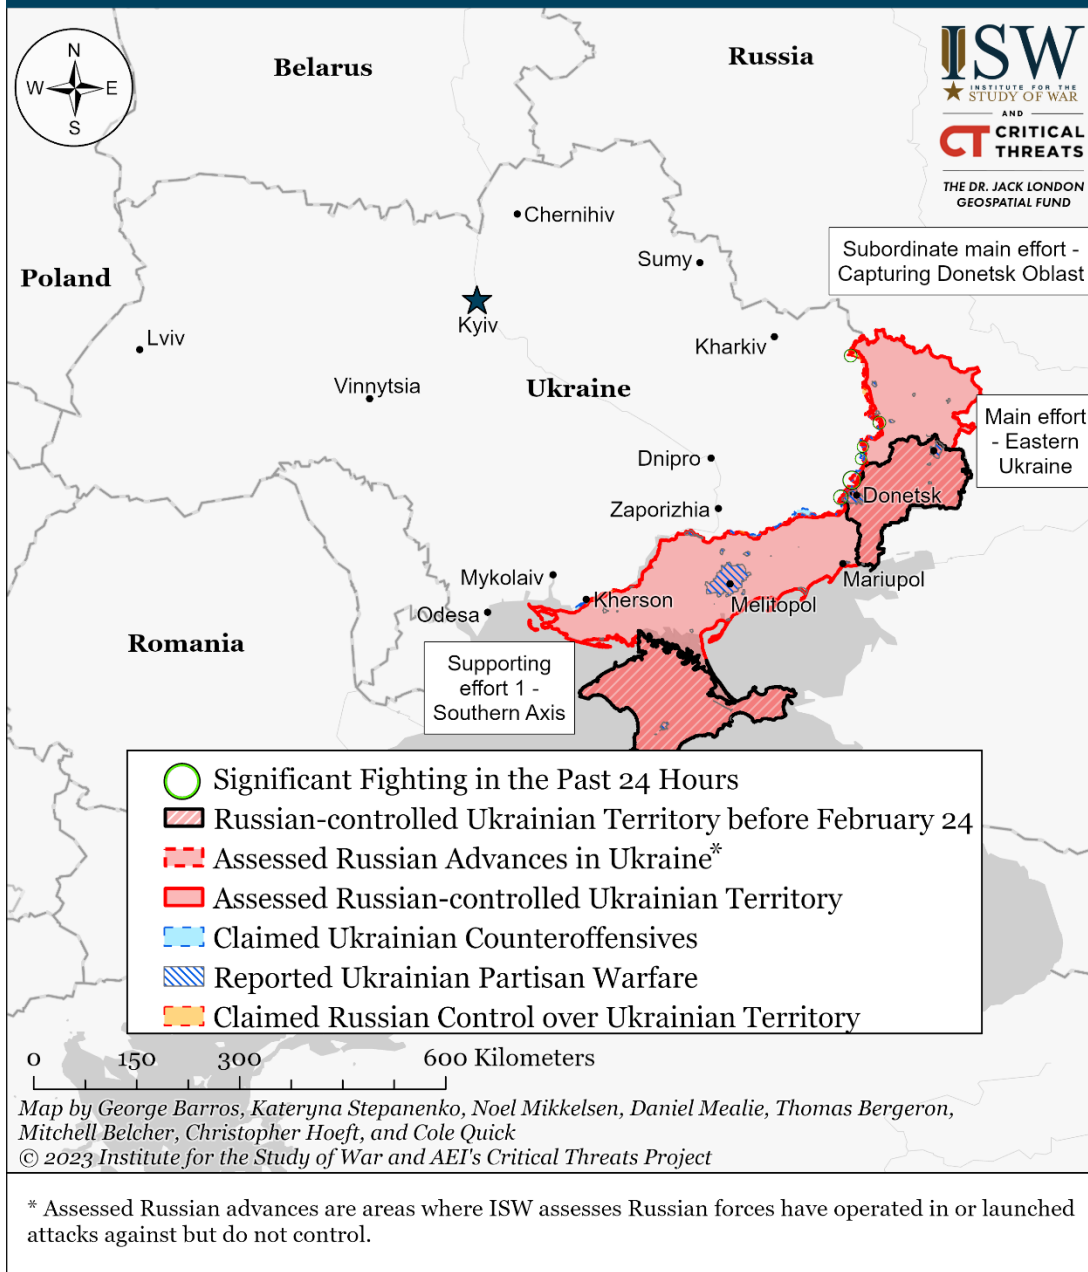 N
W
E
S
Belarus
Russia
ISW
INSTITUTE FOR THE
STUDY OF WAR
AND
CT CRITICAL
THREATS
THE DR. JACK LONDON
GEOSPATIAL FUND
Chernihiv
Subordinate main effort -
Capturing Donetsk Oblast
Sumy
Poland
Kyiv
Lviv
Kharkiv
Vinnytsia
Ukraine
Main effort
- Eastern
Ukraine
Dnipro
Donetsk
Zaporizhia
Mykolaiv
Mariupol
Kherson
Melitopol
Odesa
Romania
Supporting
effort 1 -
Southern Axis
Significant Fighting in the Past 24 Hours
Russian-controlled Ukrainian Territory before February 24
Assessed Russian Advances in Ukraine*
Assessed Russian-controlled Ukrainian Territory
Claimed Ukrainian Counteroffensives
Reported Ukrainian Partisan Warfare
Claimed Russian Control over Ukrainian Territory
0 150 300 600 Kilometers
Map by George Barros, Kateryna Stepanenko, Noel Mikkelsen, Daniel Mealie, Thomas Bergeron,
Mitchell Belcher, Christopher Hoeft, and Cole Quick
© 2023 Institute for the Study of War and AEI's Critical Threats Project
* Assessed Russian advances are areas where ISW assesses Russian forces have operated in or launched
attacks against but do not control.